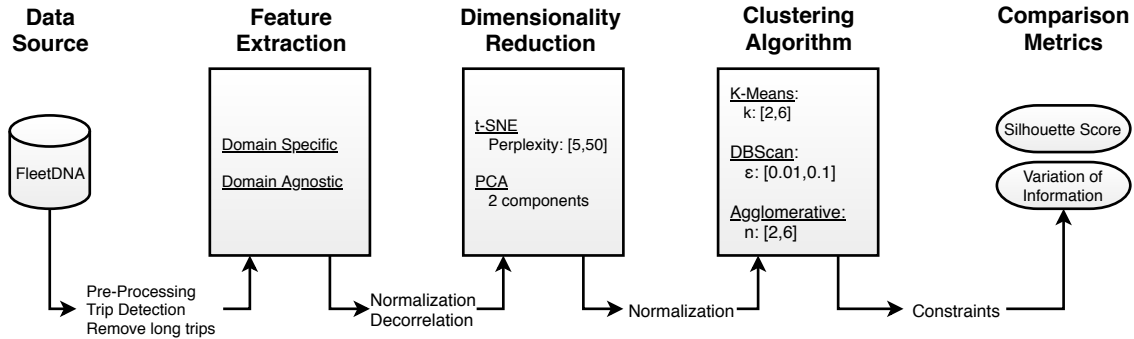 Data
Source
Feature
Extraction
Dimensionality
Reduction
Clustering
Algorithm
Comparison
Metrics
FleetDNA
Domain Specific
Domain Agnostic
t-SNE
Perplexity: [5,50]
PCA
2 components
K-Means:
k: [2,6]
DBScan:
ε: [0.01,0.1]
Agglomerative:
n: [2,6]
Silhouette Score
Variation of
Information
Pre-Processing
Trip Detection
Remove long trips
Normalization
Decorrelation
Normalization
Constraints